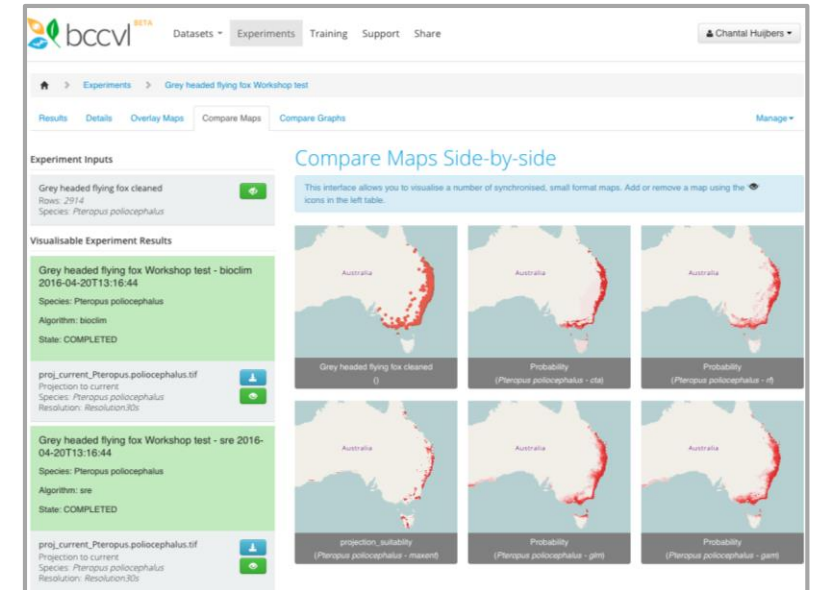 bccvl BETA
Datasets Experiments Training Support Share
Chantal Huijbers
> Experiments > Grey headed flying fox Workshop test
Results Details Overlay Maps Compare Maps Compare Graphs Manage
Experiment Inputs
Grey headed flying fox cleaned
Rows: 2914
Species: Pteropus poliocephalus
Visualisable Experiment Results
Grey headed flying fox Workshop test - bioclim
2016-04-20T13:16:44
Species: Pteropus poliocephalus
Algorithm: bioclim
State: COMPLETED
proj_current_Pteropus.poliocephalus.tif
Projection to current
Species: Pteropus poliocephalus
Resolution: Resolution30s
Grey headed flying fox Workshop test - sre 2016-
04-20T13:16:44
Species: Pteropus poliocephalus
Algorithm: sre
State: COMPLETED
proj_current_Pteropus.poliocephalus.tif
Projection to current
Species: Pteropus poliocephalus
Resolution: Resolution30s
Compare Maps Side-by-side
This interface allows you to visualise a number of synchronised, small format maps. Add or remove a map using the
icons in the left table.
Australia
Grey headed flying fox cleaned
()
Australia
Probability
(Pteropus poliocephalus - cta)
Australia
Probability
(Pteropus poliocephalus - rf)
Australia
projection_suitablity
(Pteropus poliocephalus - maxent)
Australia
Probability
(Pteropus poliocephalus - glm)
Australia
Probability
(Pteropus poliocephalus - gam)